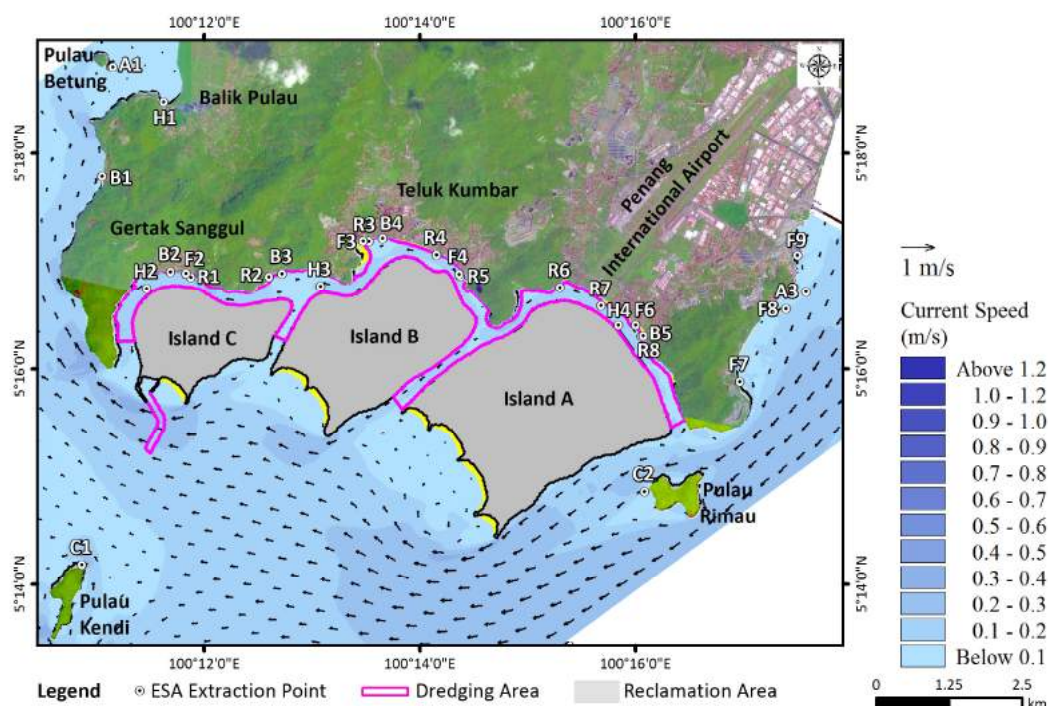 100°12'0"E 100°14'0"E 100°16'0"E
Pulau
Betung
A1
Balik Pulau
H1
5°18'0"N
5°18'0"N
B1
Penang
International Airport
Teluk Kumbar
Gertak Sanggul
B2
F2
H2
R1
R2
B3
H3
F3
R3
B4
R4
F4
R5
R6
R7
H4
F6
B5
R8
F9
A3
F8
F7
5°16'0"N
5°16'0"N
Island C
Island B
Island A
C2
Pulau
Rimau
C1
Pulau
Kendi
5°14'0"N
5°14'0"N
100°12'0"E 100°14'0"E 100°16'0"E
1 m/s
Current Speed
(m/s)
Above 1.2
1.0 - 1.2
0.9 - 1.0
0.8 - 0.9
0.7 - 0.8
0.6 - 0.7
0.5 - 0.6
0.4 - 0.5
0.3 - 0.4
0.2 - 0.3
0.1 - 0.2
Below 0.1
Legend ESA Extraction Point Dredging Area Reclamation Area
0 1.25 2.5
km